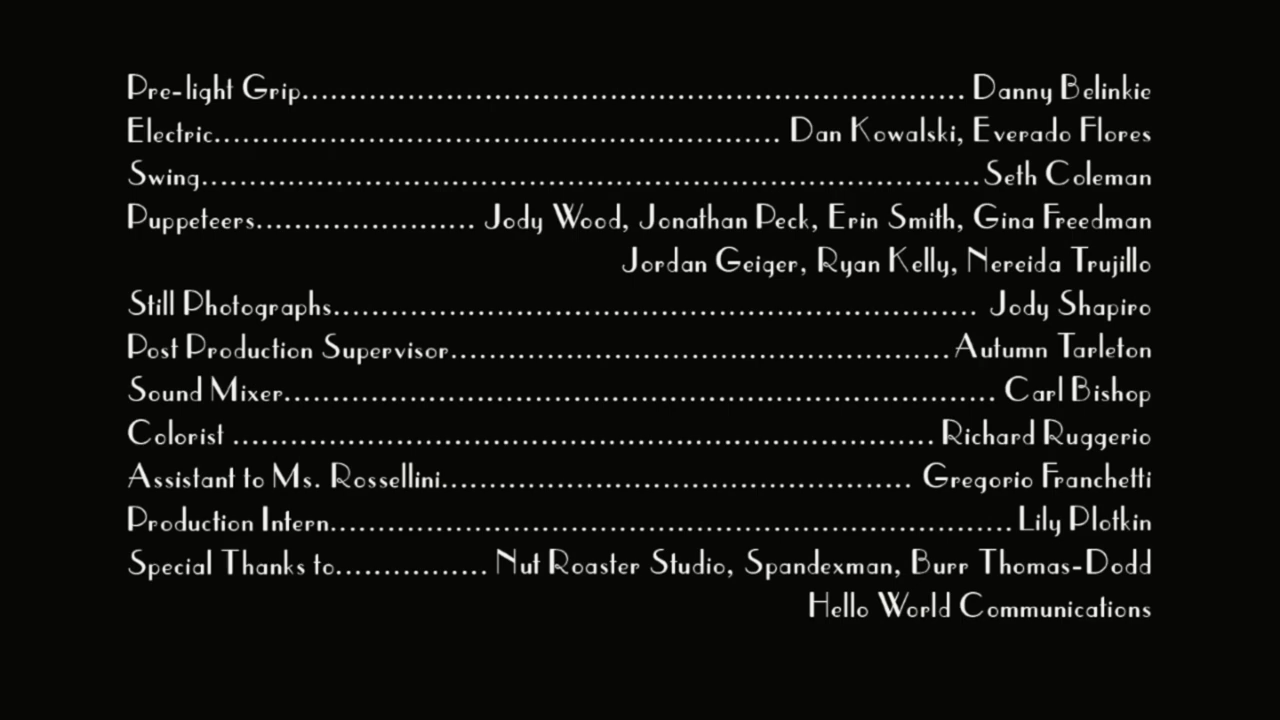 Pre-light Grip....................................................................... Danny Belinkie
Electric............................................................ Dan Kowalski, Everado Flores
Swing...................................................................................Seth Coleman
Puppeteers....................... Jody Wood, Jonathan Peck, Erin Smith, Gina Freedman
Jordan Geiger, Ryan Kelly, Nereida Trujillo
Still Photographs..................................................................... Jody Shapiro
Post Production Supervisor.....................................................Autumn Tarleton
Sound Mixer............................................................................ Carl Bishop
Colorist ........................................................................... Richard Ruggerio
Assistant to Ms. Rossellini.................................................. Gregorio Franchetti
Production Intern.........................................................................Lily Plotkin
Special Thanks to................ Nut Roaster Studio, Spandexman, Burr Thomas-Dodd
Hello World Communications